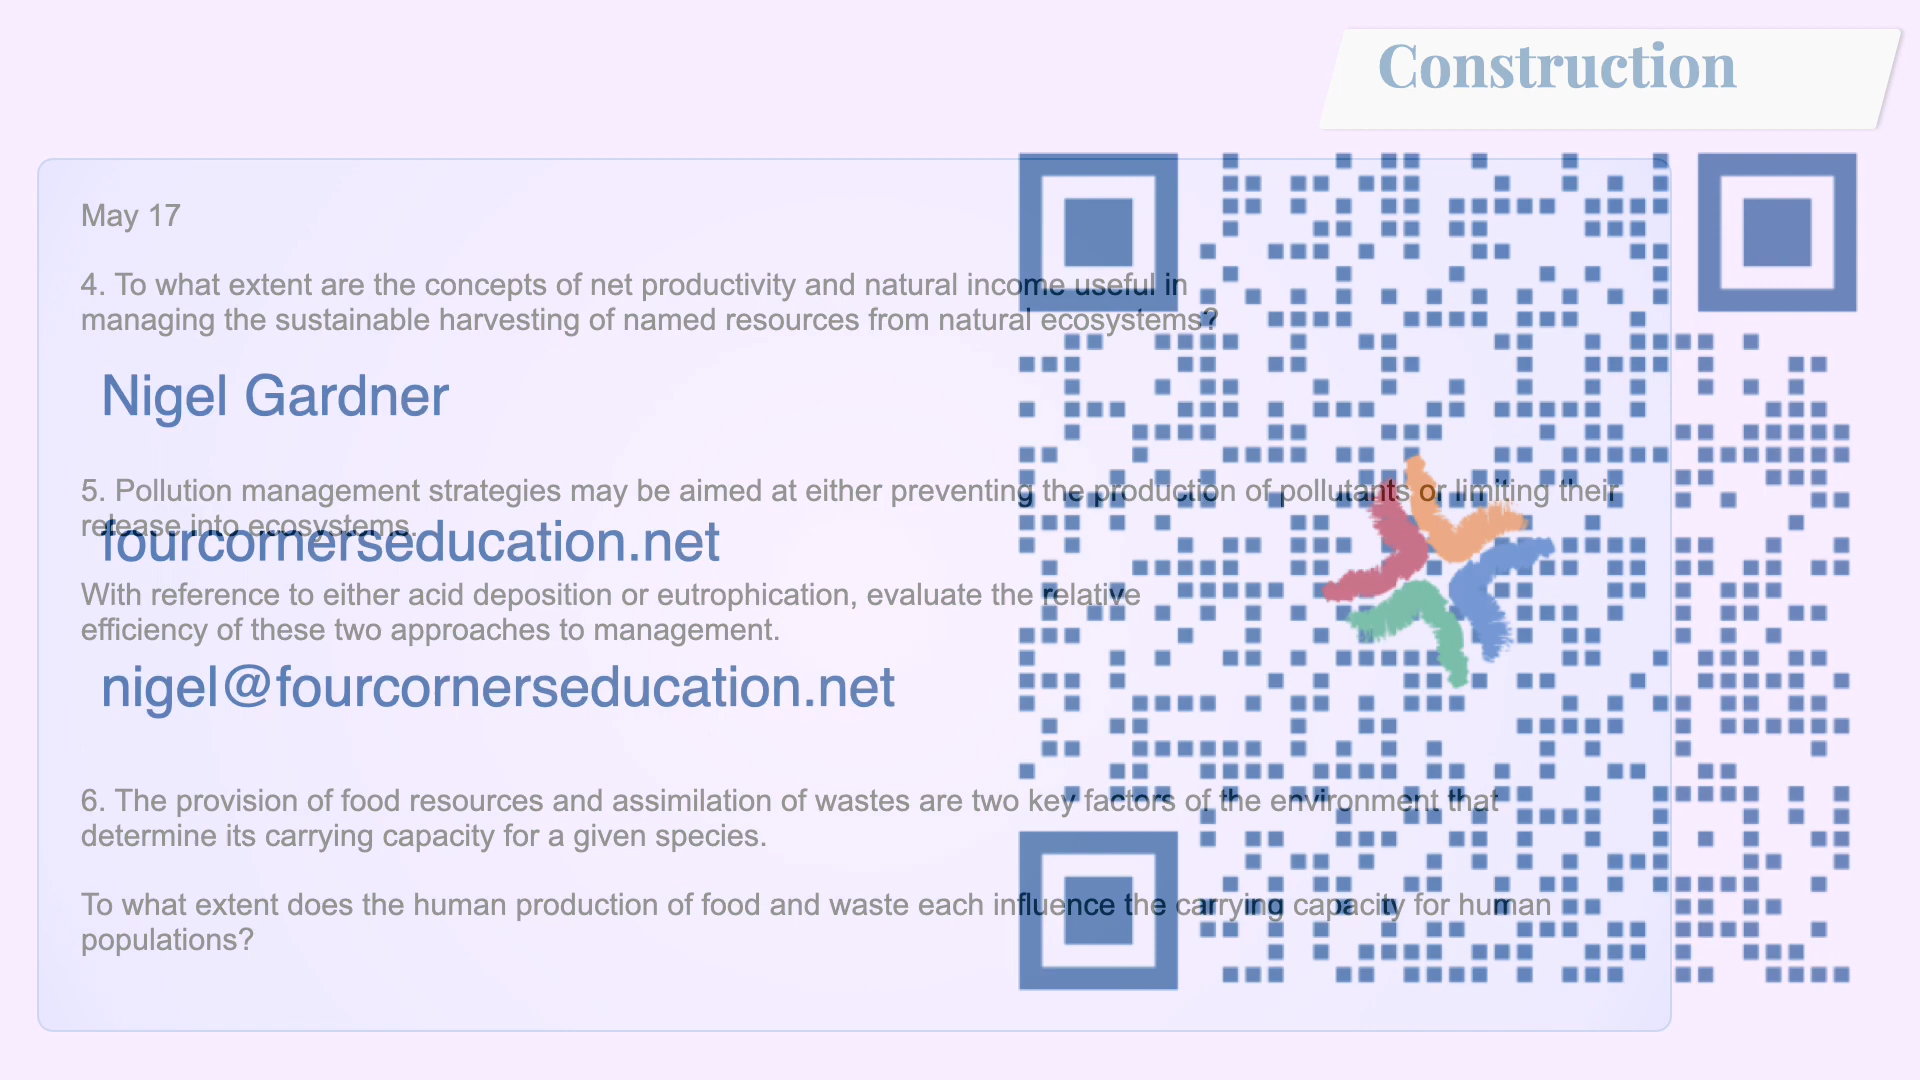 Construction
May 17
4. To what extent are the concepts of net productivity and natural income useful in
managing the sustainable harvesting of named resources from natural ecosystems?
Nigel Gardner
5. Pollution management strategies may be aimed at either preventing the production of pollutants or limiting their
release into ecosystems.
fourcornerseducation.net
With reference to either acid deposition or eutrophication, evaluate the relative
efficiency of these two approaches to management.
nigel@fourcornerseducation.net
6. The provision of food resources and assimilation of wastes are two key factors of the environment that
determine its carrying capacity for a given species.
To what extent does the human production of food and waste each influence the carrying capacity for human
populations?